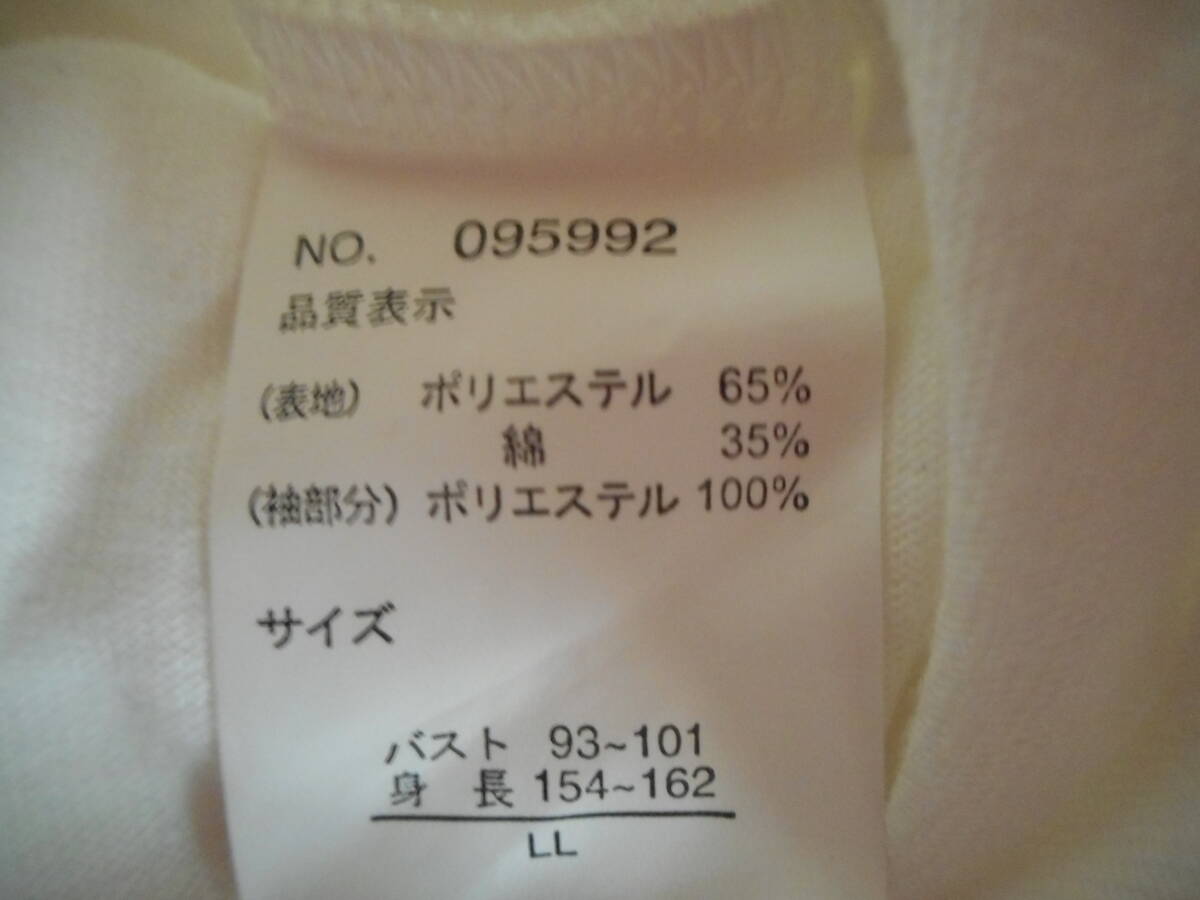 NO. 095992
品質表示
(表地) ポリエステル 65%
綿 35%
(袖部分) ポリエステル 100%
サイズ
バスト 93~101
身 長 154~162
LL